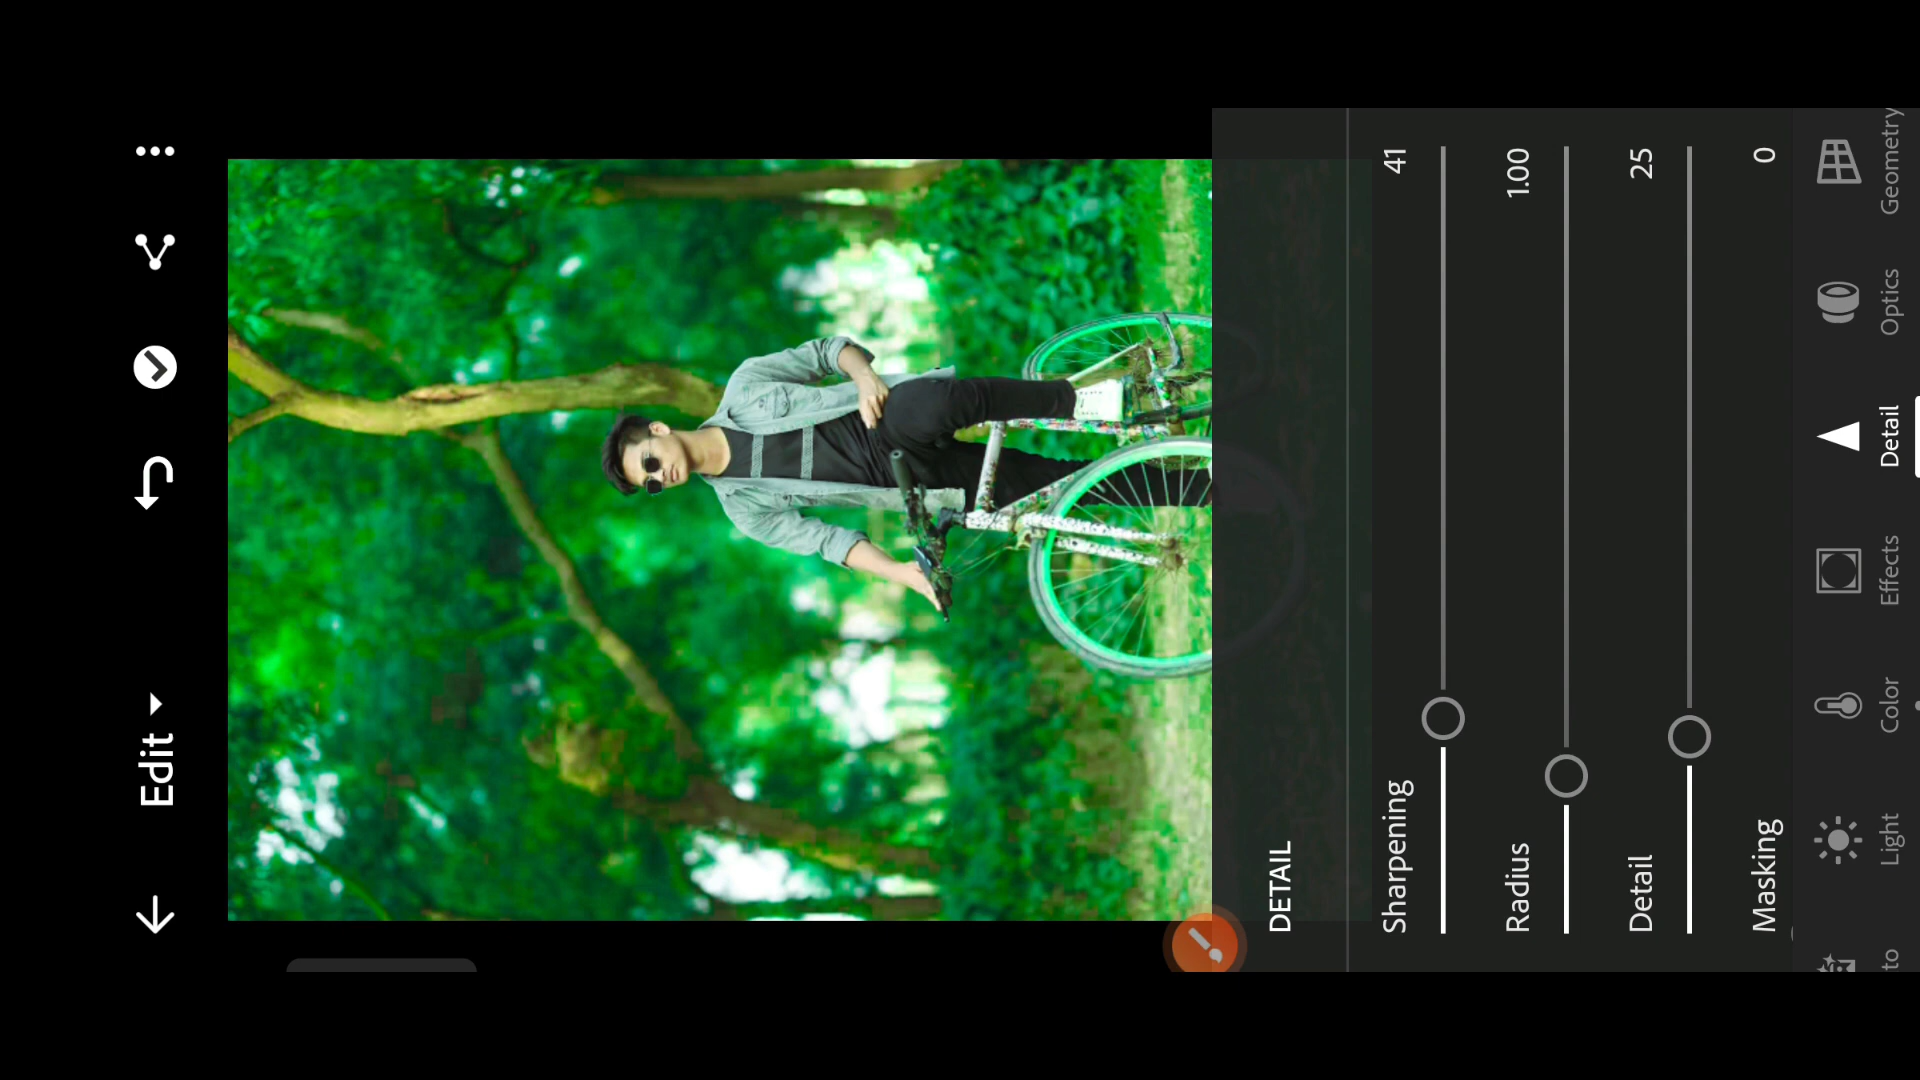 Edit
DETAIL
Sharpening 41
Radius 1.00
Detail 25
Masking 0
to
Light
Color
Effects
Detail
Optics
Geometry